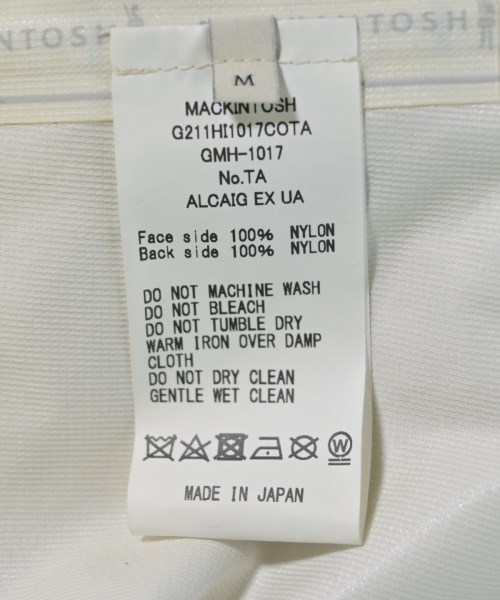 NTOSH MACKINTOSH
M
MACKINTOSH
G211HI1017COTA
GMH-1017
No.TA
ALCAIG EX UA
Face side 100% NYLON
Back side 100% NYLON
DO NOT MACHINE WASH
DO NOT BLEACH
DO NOT TUMBLE DRY
WARM IRON OVER DAMP
CLOTH
DO NOT DRY CLEAN
GENTLE WET CLEAN
W
MADE IN JAPAN